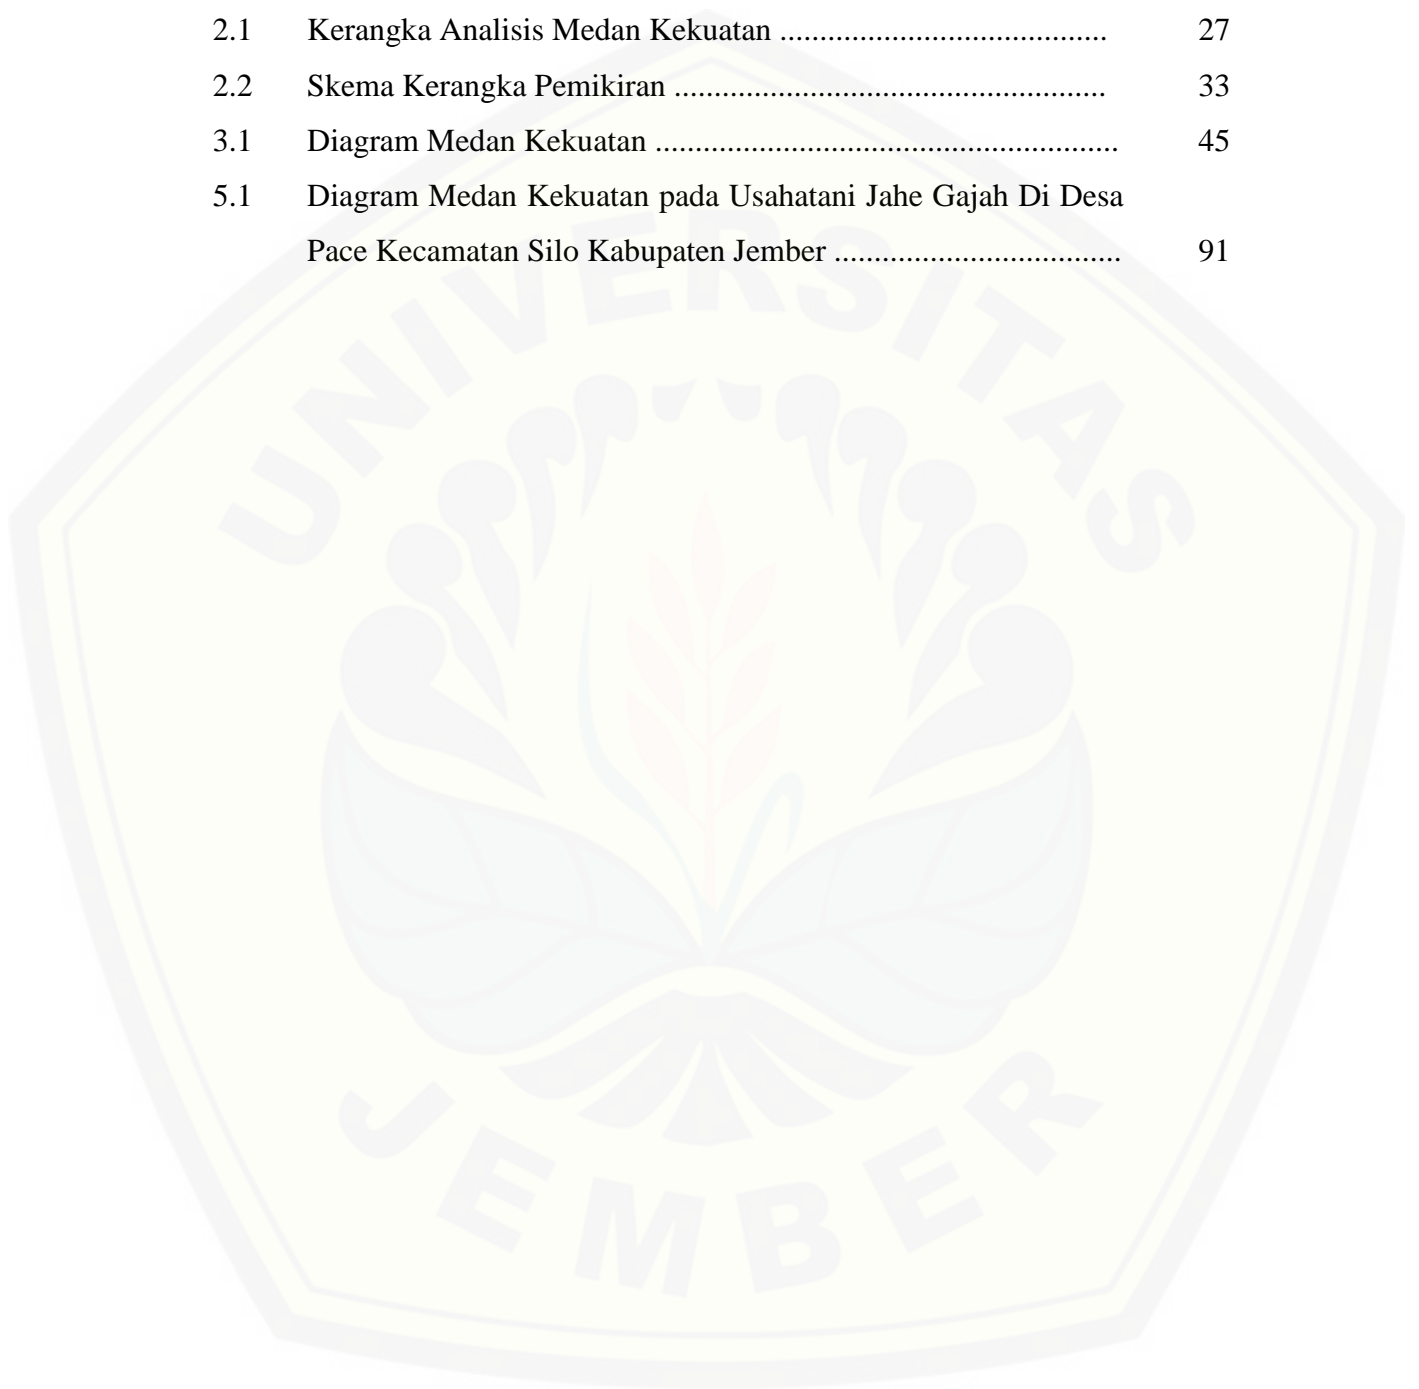 2.1 Kerangka Analisis Medan Kekuatan ........................................ 27
2.2 Skema Kerangka Pemikiran ..................................................... 33
3.1 Diagram Medan Kekuatan ......................................................... 45
5.1 Diagram Medan Kekuatan pada Usahatani Jahe Gajah Di Desa
Pace Kecamatan Silo Kabupaten Jember ................................... 91
UNIVERSITAS
JEMBER